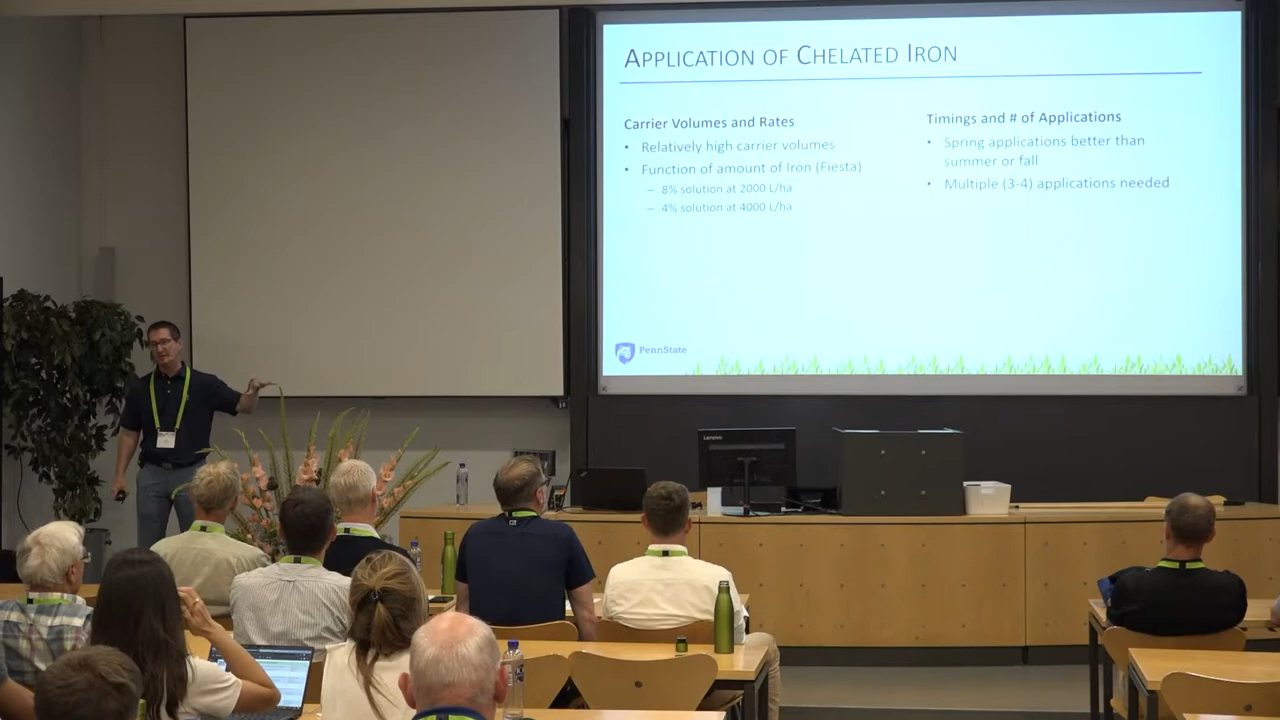 APPLICATION OF CHELATED IRON
Carrier Volumes and Rates
• Relatively high carrier volumes
• Function of amount of Iron (Fiesta)
– 8% solution at 2000 L/ha
– 4% solution at 4000 L/ha
Timings and # of Applications
• Spring applications better than
summer or fall
• Multiple (3-4) applications needed
PennState
Lenovo